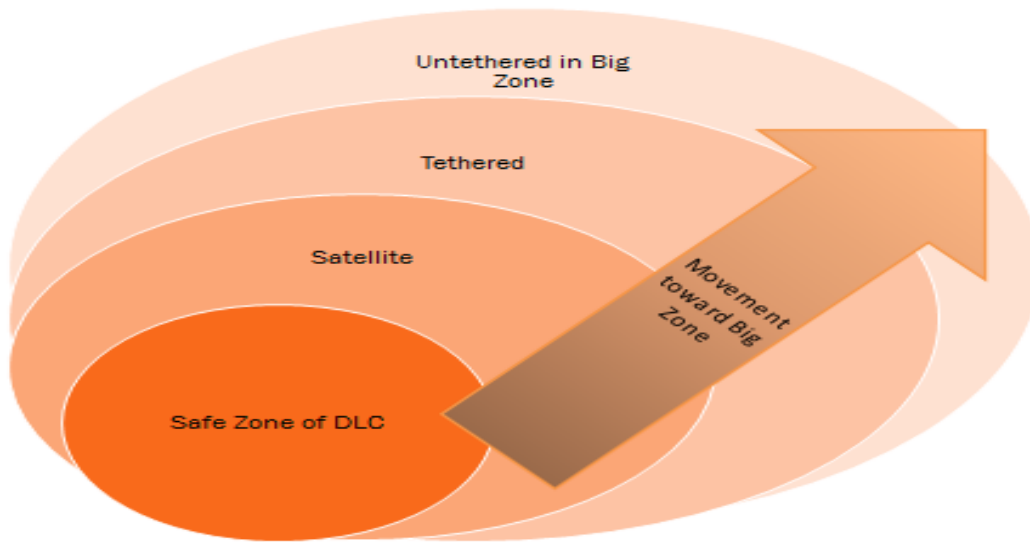 Untethered in Big
Zone
Tethered
Satellite
Movement
toward Big
Zone
Safe Zone of DLC